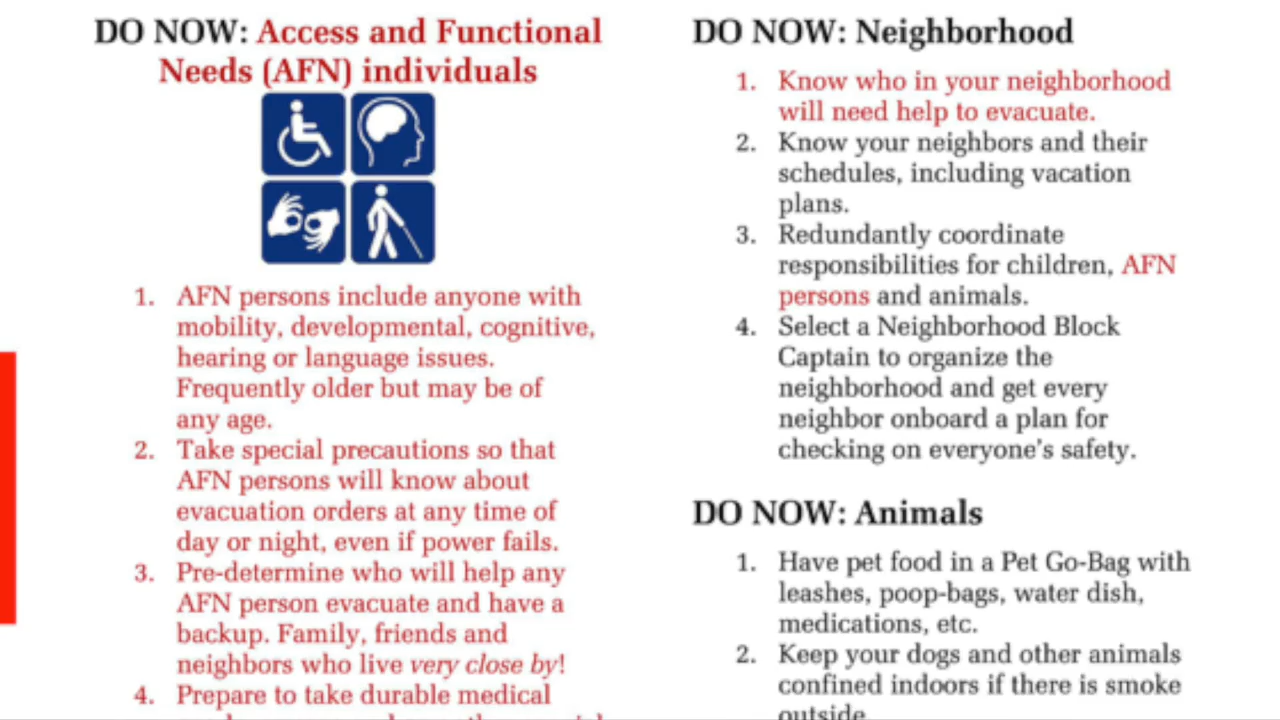 DO NOW: Access and Functional
Needs (AFN) individuals
1. AFN persons include anyone with
mobility, developmental, cognitive,
hearing or language issues.
Frequently older but may be of
any age.
2. Take special precautions so that
AFN persons will know about
evacuation orders at any time of
day or night, even if power fails.
3. Pre-determine who will help any
AFN person evacuate and have a
backup. Family, friends and
neighbors who live very close by!
4. Prepare to take durable medical
DO NOW: Neighborhood
1. Know who in your neighborhood
will need help to evacuate.
2. Know your neighbors and their
schedules, including vacation
plans.
3. Redundantly coordinate
responsibilities for children, AFN
persons and animals.
4. Select a Neighborhood Block
Captain to organize the
neighborhood and get every
neighbor onboard a plan for
checking on everyone's safety.
DO NOW: Animals
1. Have pet food in a Pet Go-Bag with
leashes, poop-bags, water dish,
medications, etc.
2. Keep your dogs and other animals
confined indoors if there is smoke
outside.